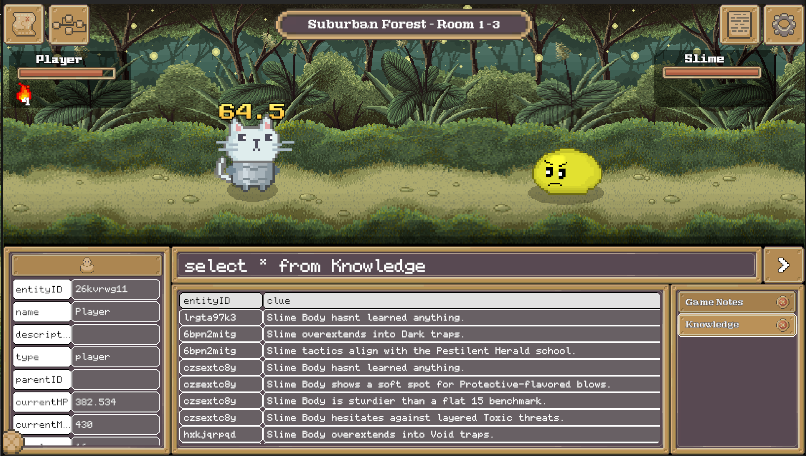 Suburban Forest - Room 1-3
Player
Slime
1
64.5
select * from Knowledge
entityID 26kvrwg11
name Player
descript...
type player
parentID
currentMP 382.534
currentM... 430
entityID clue
lrgta97k3 Slime Body hasnt learned anything.
6bpn2mitg Slime overextends into Dark traps.
6bpn2mitg Slime tactics align with the Pestilent Herald school.
czsextc8y Slime Body hasnt learned anything.
czsextc8y Slime Body shows a soft spot for Protective-flavored blows.
czsextc8y Slime Body is sturdier than a flat 15 benchmark.
czsextc8y Slime Body hesitates against layered Toxic threats.
hxkjqrpqd Slime Body overextends into Void traps.
Game Notes
Knowledge